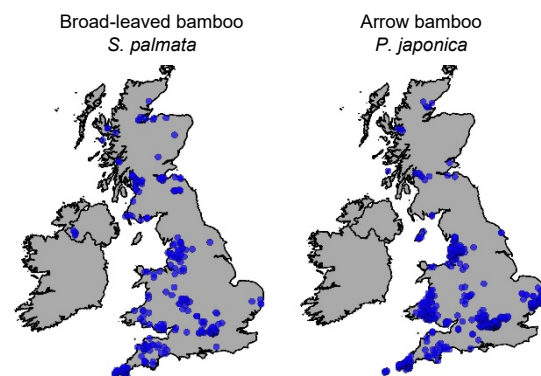 Broad-leaved bamboo
S. palmata
Arrow bamboo
P. japonica